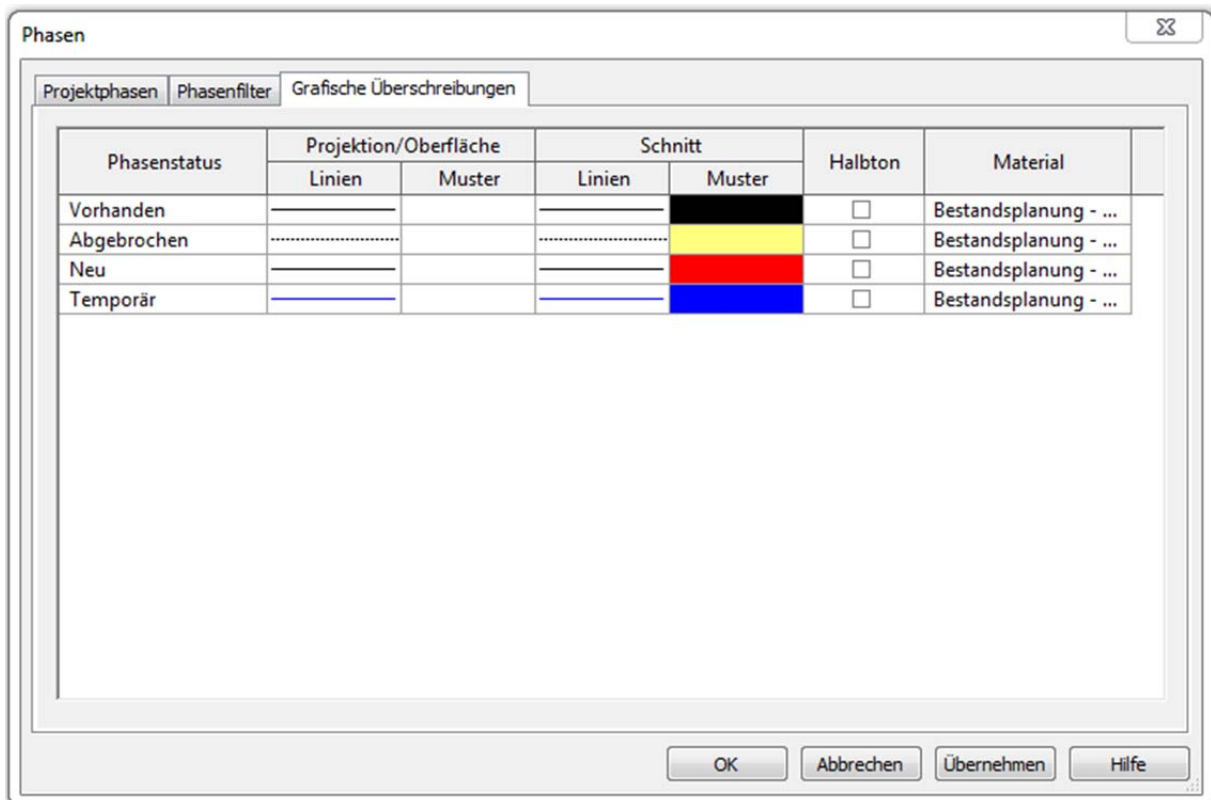 Phasen
Projektphasen Phasenfilter Grafische Überschreibungen
Phasenstatus Projektion/Oberfläche Schnitt Halbton Material
Linien Muster Linien Muster
Vorhanden Bestandsplanung - ...
Abgebrochen Bestandsplanung - ...
Neu Bestandsplanung - ...
Temporär Bestandsplanung - ...
OK Abbrechen Übernehmen Hilfe